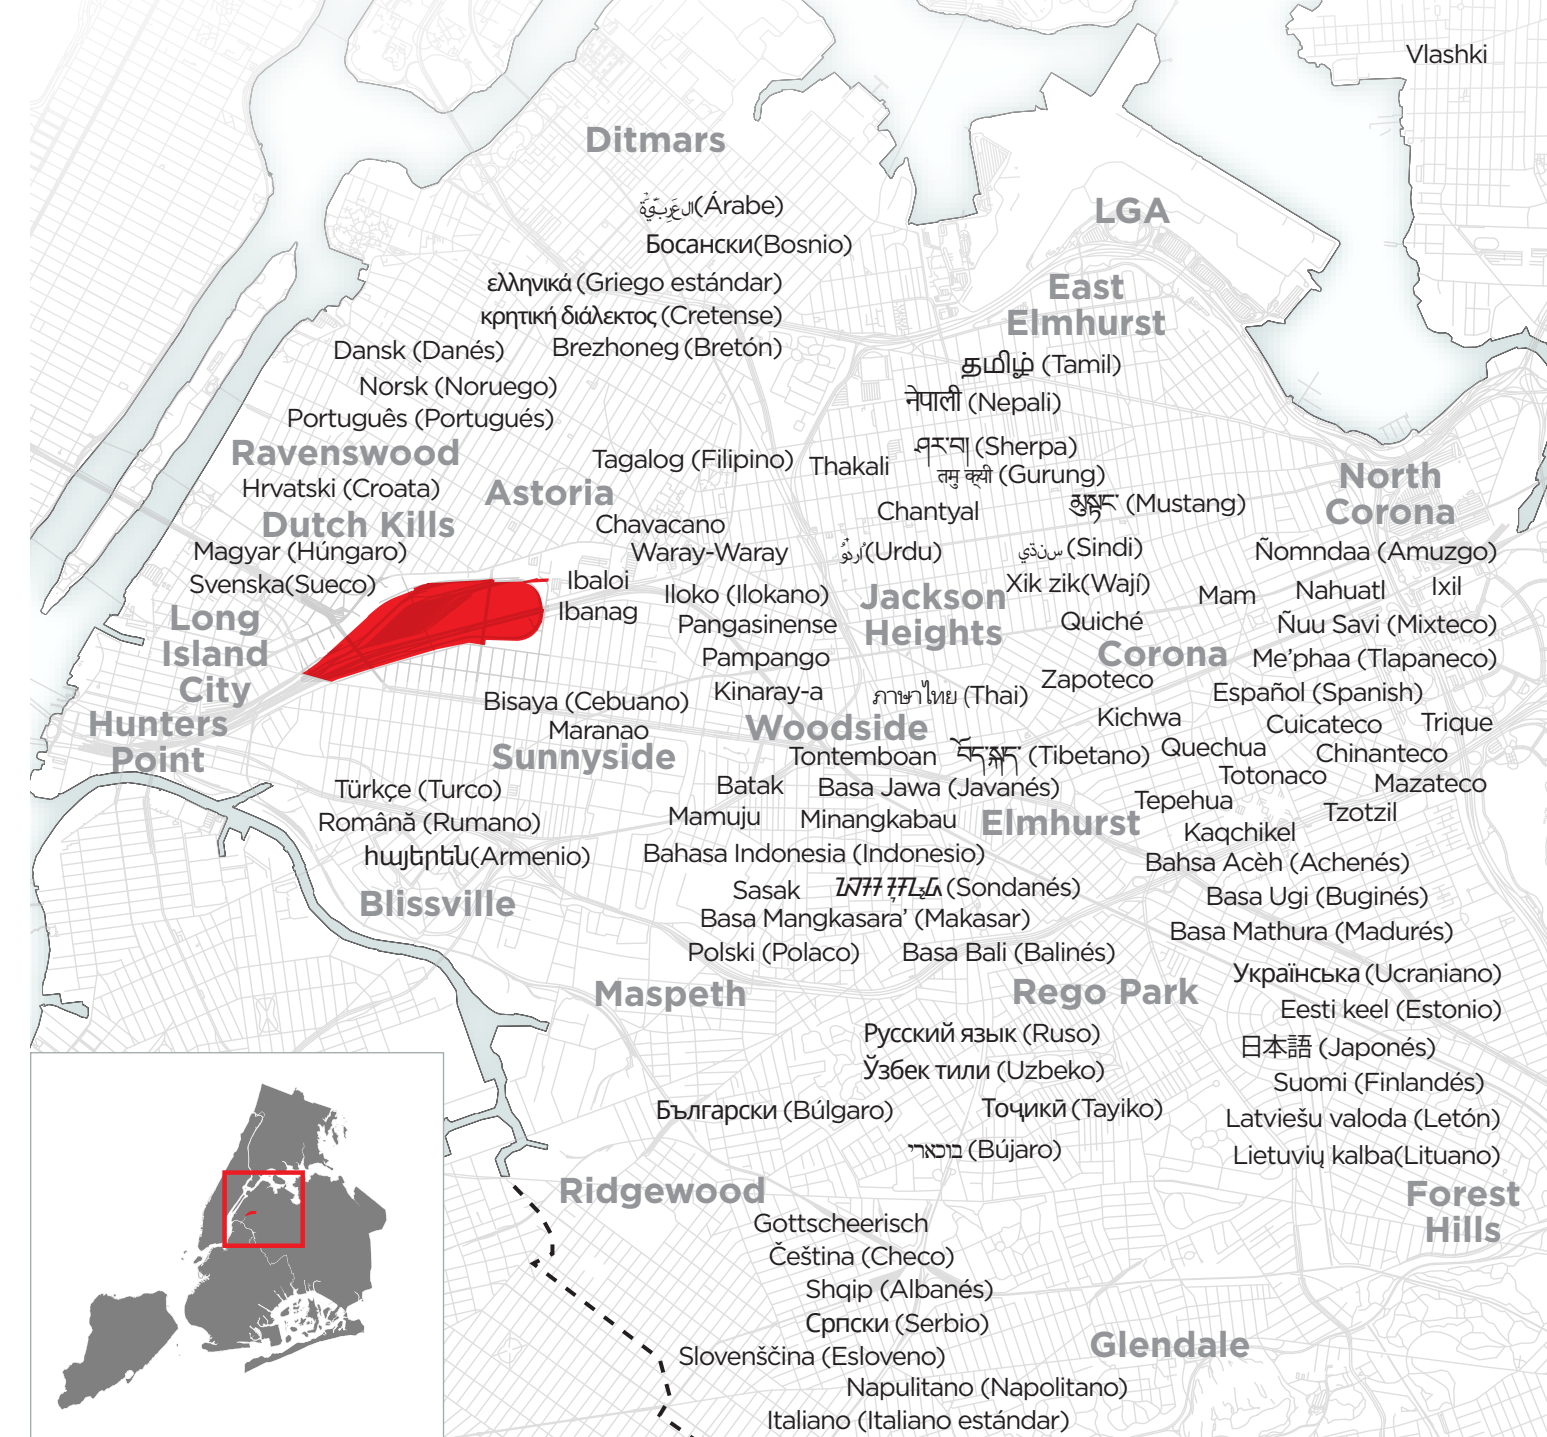 Vlashki
Ditmars
العَرَبِيَّة(Árabe)
LGA
Босански(Bosnio)
ελληνικά (Griego estándar)
East
Elmhurst
κρητική διάλεκτος (Cretense)
Dansk (Danés)
Brezhoneg (Bretón)
தமிழ் (Tamil)
Norsk (Noruego)
नेपाली (Nepali)
Português (Portugués)
Ravenswood
Tagalog (Filipino)
Thakali
ཤར་པ། (Sherpa)
तमु क्यी (Gurung)
North
Corona
Hrvatski (Croata)
Astoria
Chantyal
མུསྟང་ (Mustang)
Dutch Kills
Chavacano
Magyar (Húngaro)
Waray-Waray
اُردُو(Urdu)
سنڌي (Sindi)
Ñomndaa (Amuzgo)
Svenska(Sueco)
Ibaloi
Iloko (Ilokano)
Jackson
Heights
Xik zik(Wají)
Mam
Nahuatl
Ixil
Long
Island
City
Ibanag
Pangasinense
Quiché
Ñuu Savi (Mixteco)
Pampango
Corona
Me’phaa (Tlapaneco)
Bisaya (Cebuano)
Kinaray-a
ภาษาไทย (Thai)
Zapoteco
Español (Spanish)
Hunters
Point
Maranao
Woodside
Kichwa
Cuicateco
Trique
Sunnyside
Tontemboan
བོད་སྐད་ (Tibetano)
Quechua
Chinanteco
Türkçe (Turco)
Batak
Basa Jawa (Javanés)
Totonaco
Mazateco
Română (Rumano)
Mamuju
Minangkabau
Elmhurst
Tepehua
Tzotzil
Kaqchikel
հայերեն(Armenio)
Bahasa Indonesia (Indonesio)
Bahsa Acèh (Achenés)
Blissville
Sasak
(Sondanés)
Basa Ugi (Buginés)
Basa Mangkasara’ (Makasar)
Basa Mathura (Madurés)
Polski (Polaco)
Basa Bali (Balinés)
Українська (Ucraniano)
Maspeth
Rego Park
Eesti keel (Estonio)
Русский язык (Ruso)
日本語 (Japonés)
Ўзбек тили (Uzbeko)
Suomi (Finlandés)
Български (Búlgaro)
Тоҷикӣ (Tayiko)
Latviešu valoda (Letón)
בוכארי (Bújaro)
Lietuvių kalba(Lituano)
Ridgewood
Forest
Hills
Gottscheerisch
Čeština (Checo)
Shqip (Albanés)
Српски (Serbio)
Glendale
Slovenščina (Esloveno)
Napulitano (Napolitano)
Italiano (Italiano estándar)